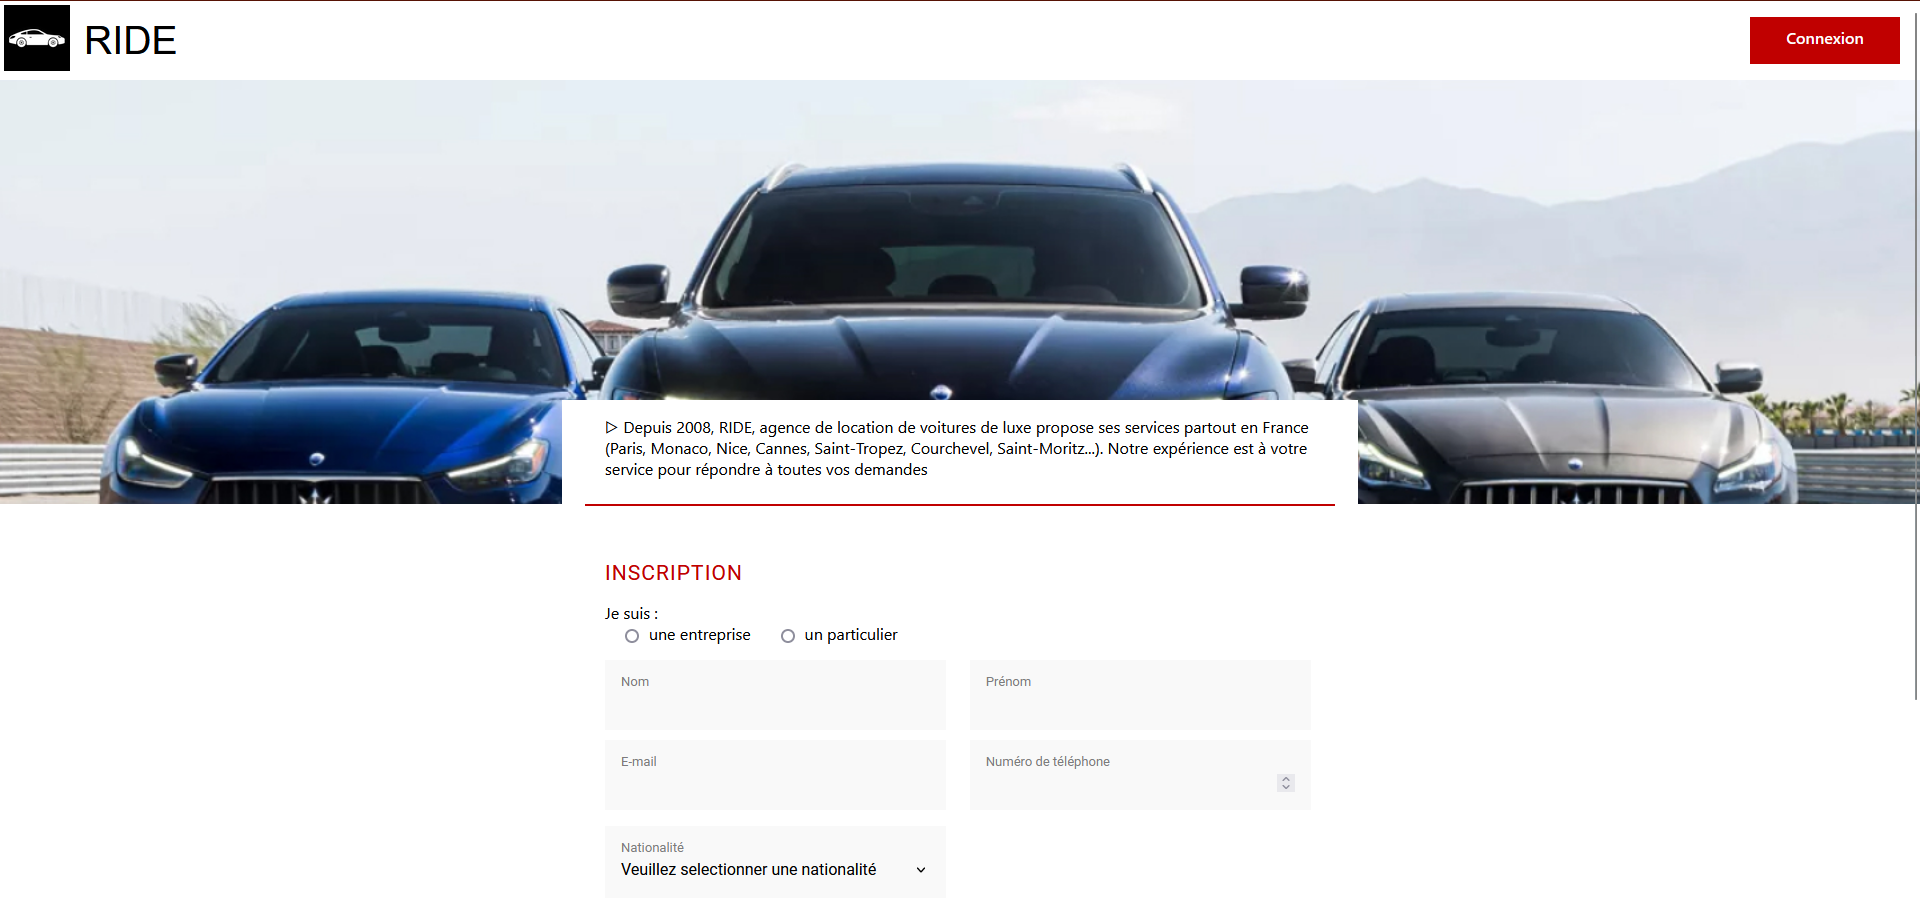 RIDE
Connexion
▷ Depuis 2008, RIDE, agence de location de voitures de luxe propose ses services partout en France
(Paris, Monaco, Nice, Cannes, Saint-Tropez, Courchevel, Saint-Moritz...). Notre expérience est à votre
service pour répondre à toutes vos demandes
INSCRIPTION
Je suis :
une entreprise un particulier
Nom Prénom
E-mail Numéro de téléphone
Nationalité
Veuillez selectionner une nationalité